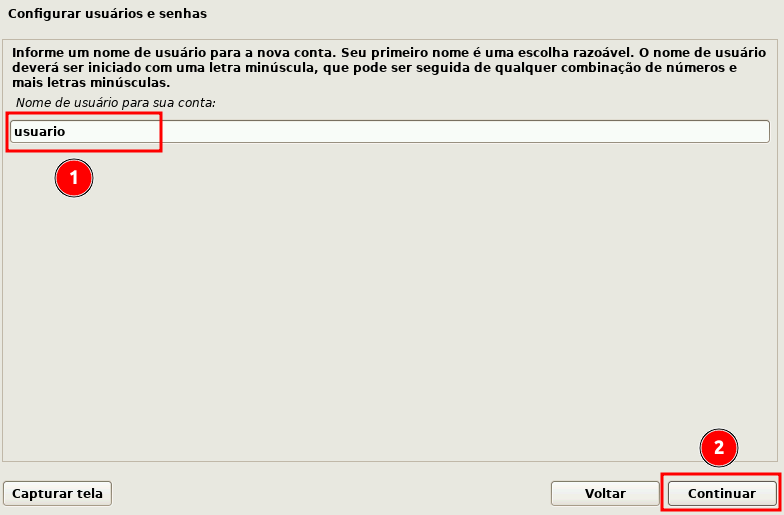 Configurar usuários e senhas
Informe um nome de usuário para a nova conta. Seu primeiro nome é uma escolha razoável. O nome de usuário
deverá ser iniciado com uma letra minúscula, que pode ser seguida de qualquer combinação de números e
mais letras minúsculas.
Nome de usuário para sua conta:
usuario
1
2
Capturar tela
Voltar
Continuar